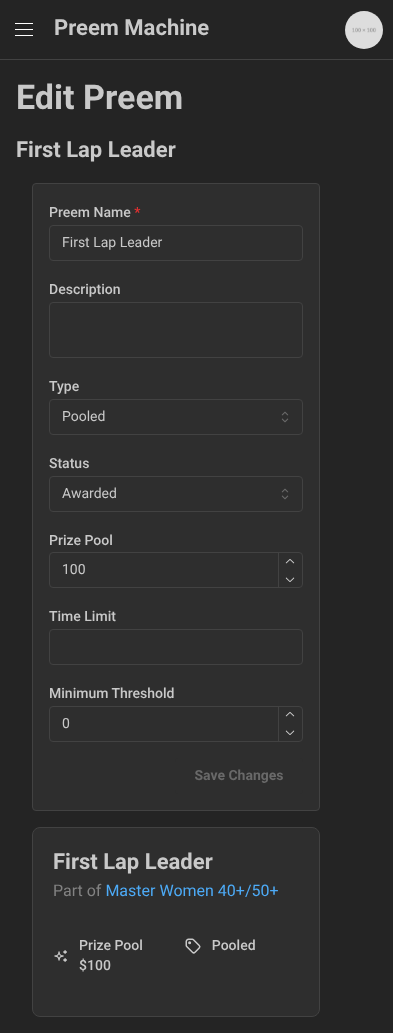 Preem Machine
100 × 100
Edit Preem
First Lap Leader
Preem Name *
First Lap Leader
Description
Type
Pooled
Status
Awarded
Prize Pool
100
Time Limit
Minimum Threshold
0
Save Changes
First Lap Leader
Part of Master Women 40+/50+
Prize Pool
$100
Pooled